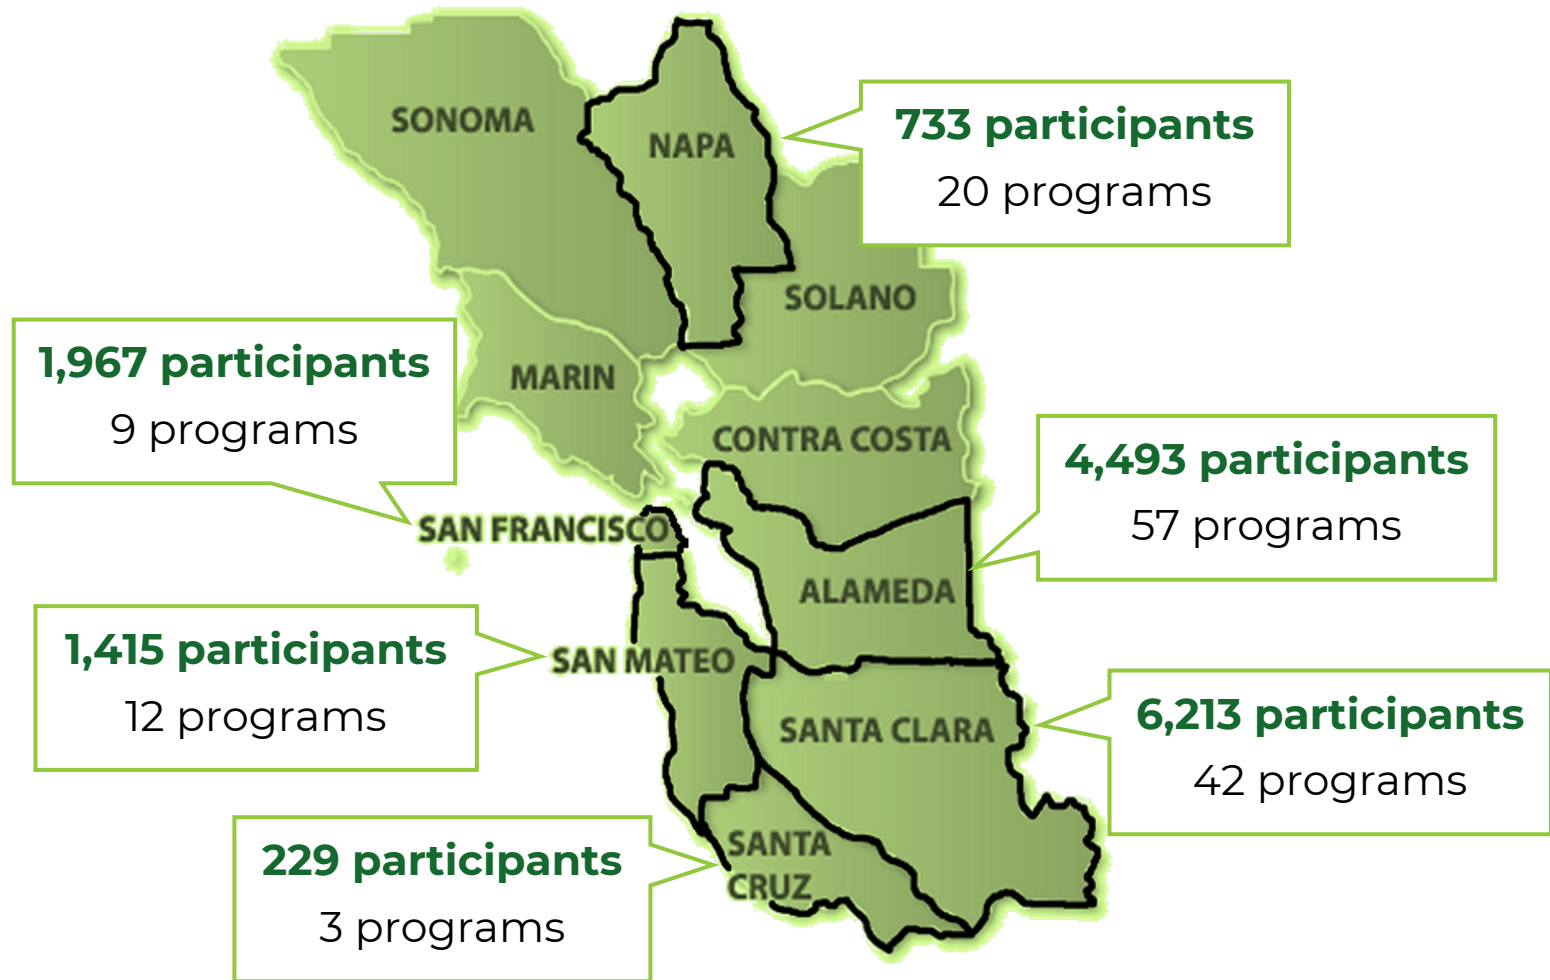 SONOMA
NAPA
733 participants
20 programs
SOLANO
1,967 participants
9 programs
MARIN
CONTRA COSTA
4,493 participants
57 programs
SAN FRANCISCO
ALAMEDA
1,415 participants
12 programs
SAN MATEO
SANTA CLARA
6,213 participants
42 programs
229 participants
3 programs
SANTA
CRUZ